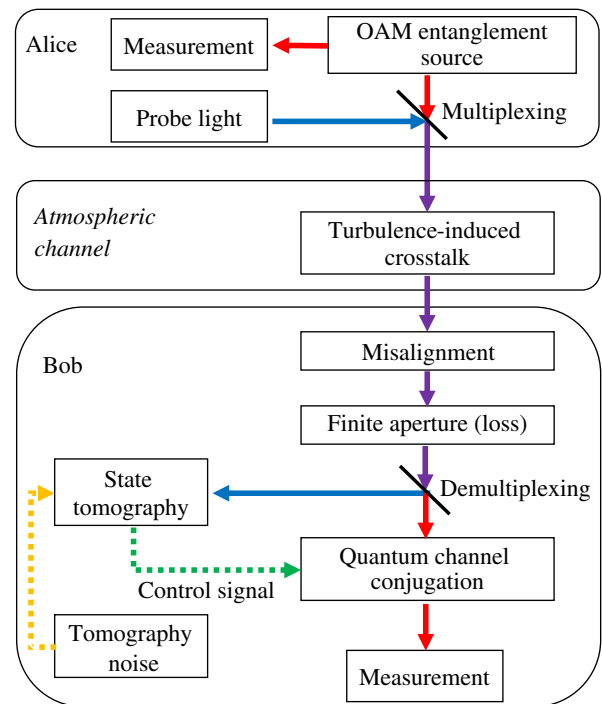 Alice
Measurement
OAM entanglement
source
Probe light
Multiplexing
Atmospheric
channel
Turbulence-induced
crosstalk
Bob
Misalignment
Finite aperture (loss)
State
tomography
Demultiplexing
Control signal
Quantum channel
conjugation
Tomography
noise
Measurement